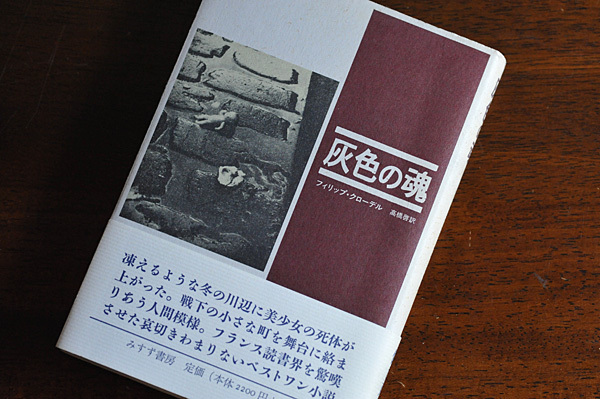 灰色の魂
フィリップ・クローデル 高橋啓訳
凍えるような冬の川辺に美少女の死体が
上がった。戦下の小さな町を舞台に絡ま
りあう人間模様。フランス読書界を驚嘆
させた哀切きわまりないベストワン小説
みすず書房 定価（本体2200円